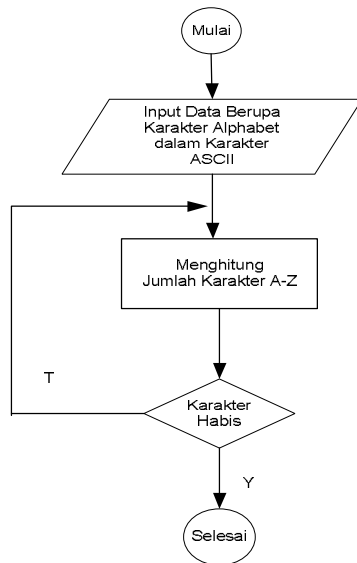 Mulai
Input Data Berupa
Karakter Alphabet
dalam Karakter
ASCII
Menghitung
Jumlah Karakter A-Z
T
Karakter
Habis
Y
Selesai